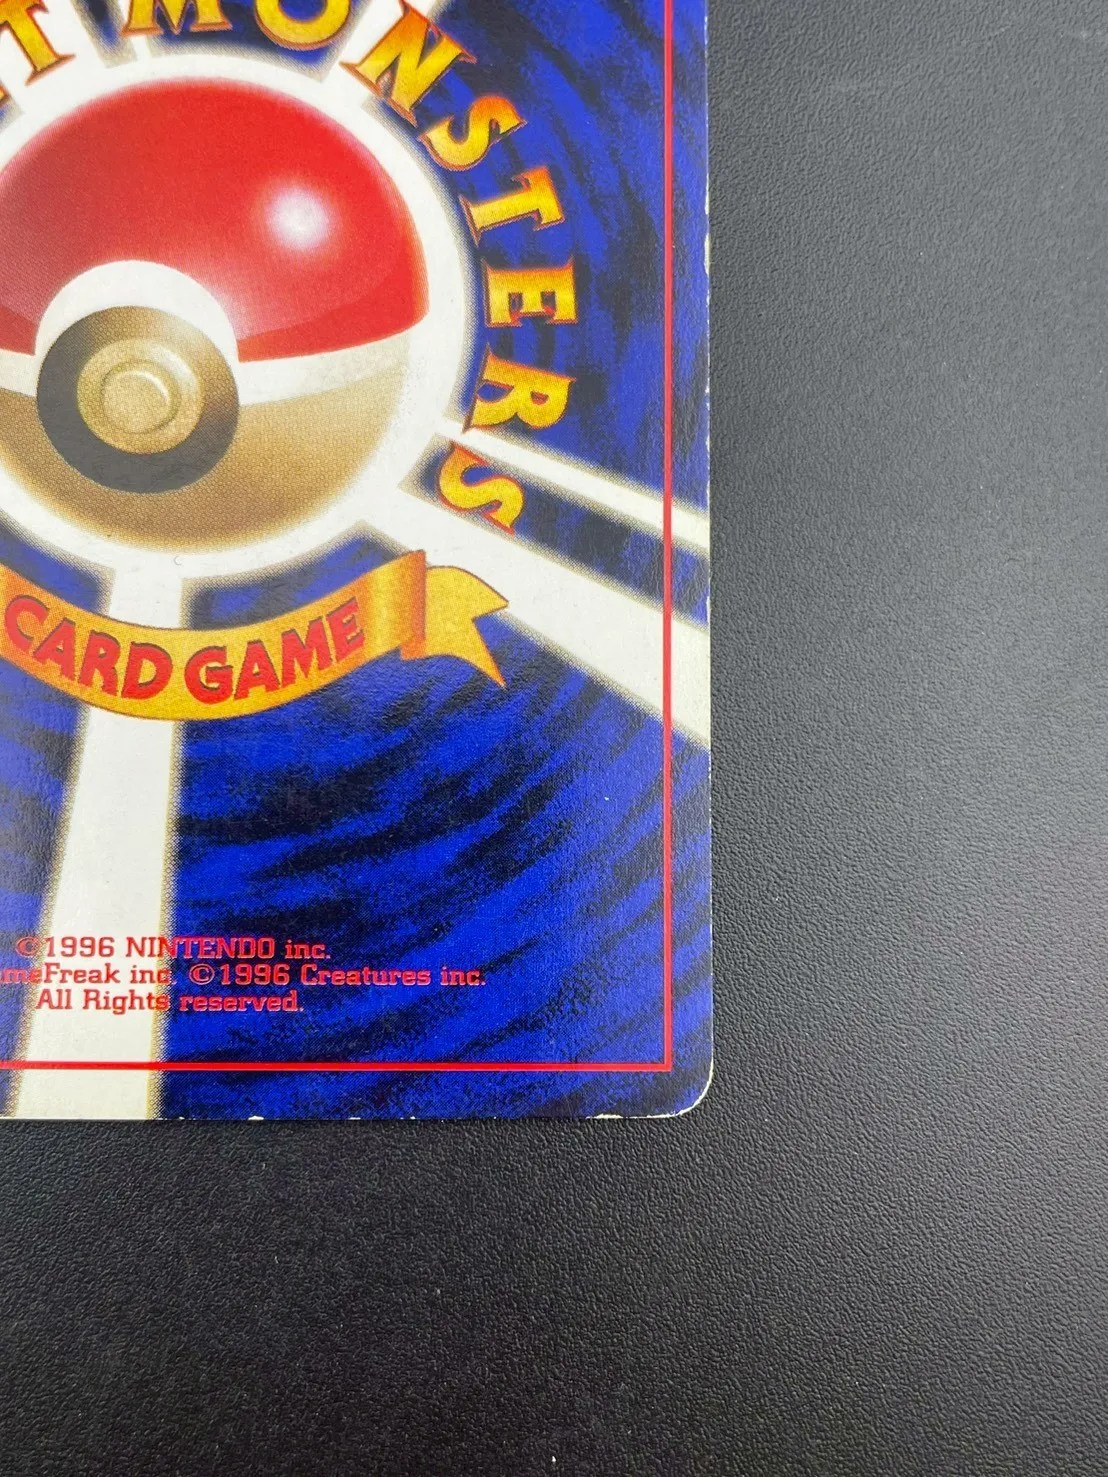 T MONSTERS
CARD GAME
©1996 NINTENDO inc.
meFreak inc. ©1996 Creatures inc.
All Rights reserved.